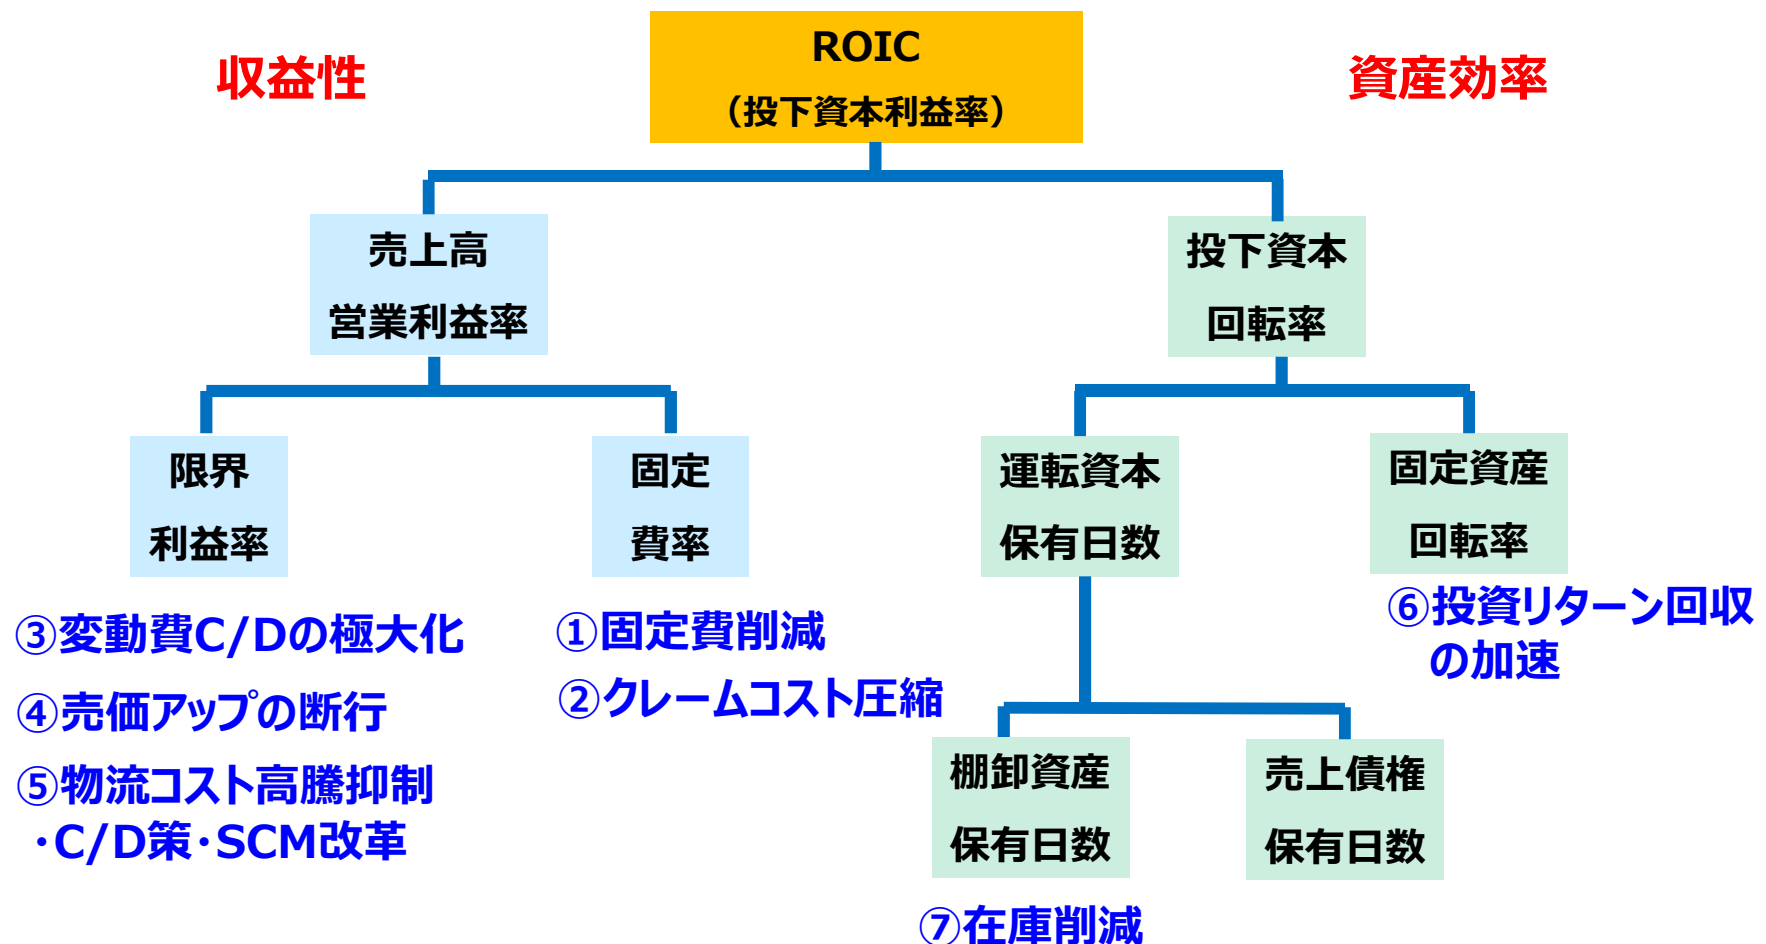 収益性
ROIC
（投下資本利益率）
資産効率
売上高
営業利益率
投下資本
回転率
限界
利益率
固定
費率
運転資本
保有日数
固定資産
回転率
③変動費C/Dの極大化
④売価アップの断行
⑤物流コスト高騰抑制
・C/D策・SCM改革
①固定費削減
②クレームコスト圧縮
⑥投資リターン回収
の加速
棚卸資産
保有日数
売上債権
保有日数
⑦在庫削減